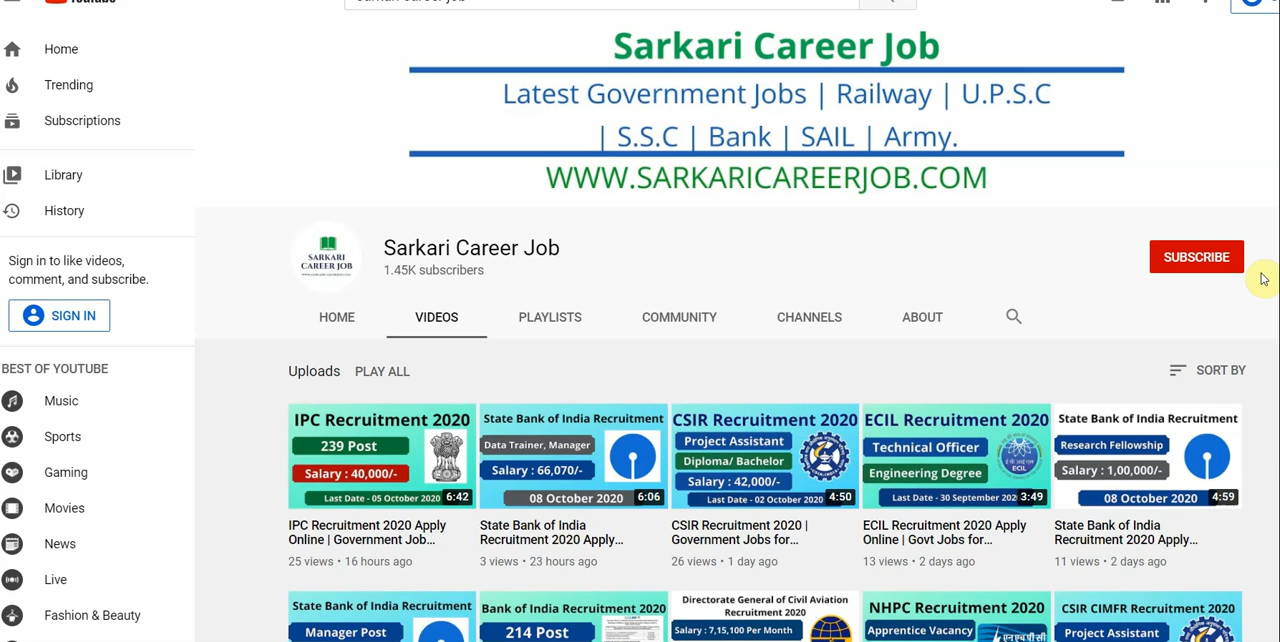 YouTube
sarkari career job
Home
Trending
Subscriptions
Library
History
Sign in to like videos,
comment, and subscribe.
SIGN IN
BEST OF YOUTUBE
Music
Sports
Gaming
Movies
News
Live
Fashion & Beauty
Sarkari Career Job
Latest Government Jobs | Railway | U.P.S.C
| S.S.C | Bank | SAIL | Army.
WWW.SARKARICAREERJOB.COM
SARKARI
CAREER JOB
Sarkari Career Job
1.45K subscribers
SUBSCRIBE
HOME VIDEOS PLAYLISTS COMMUNITY CHANNELS ABOUT
Uploads PLAY ALL SORT BY
IPC Recruitment 2020
239 Post
Salary : 40,000/-
Last Date - 05 October 2020
6:42
IPC Recruitment 2020 Apply
Online | Government Job...
25 views • 16 hours ago
State Bank of India Recruitment
Data Trainer, Manager
Salary : 66,070/-
08 October 2020
6:06
State Bank of India
Recruitment 2020 Apply...
3 views • 23 hours ago
CSIR Recruitment 2020
Project Assistant
Diploma/ Bachelor
Salary : 42,000/-
Last Date - 02 October 2020
4:50
CSIR Recruitment 2020 |
Government Jobs for...
26 views • 1 day ago
ECIL Recruitment 2020
Technical Officer
Engineering Degree
ECIL
Last Date - 30 September 202
3:49
ECIL Recruitment 2020 Apply
Online | Govt Jobs for...
13 views • 2 days ago
State Bank of India Recruitment
Research Fellowship
Salary : 1,00,000/-
08 October 2020
4:59
State Bank of India
Recruitment 2020 Apply...
11 views • 2 days ago
State Bank of India Recruitment
Manager Post
Bank of India Recruitment 2020
214 Post
Directorate General of Civil Aviation
Recruitment 2020
Salary : 7,15,100 Per Month
NHPC Recruitment 2020
Apprentice Vacancy
एन एच पी सी
CSIR CIMFR Recruitment 2020
Project Assistant